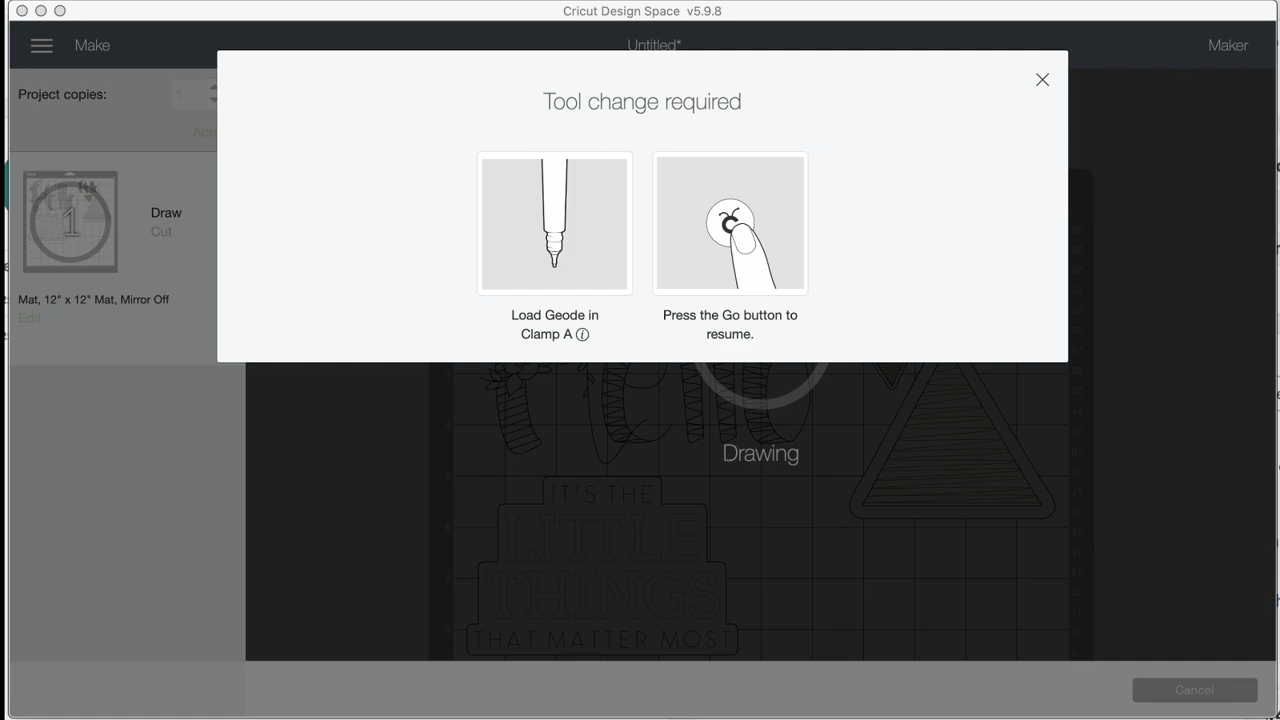 Cricut Design Space v5.9.8
Make
Untitled*
Maker
Project copies:
1
Tool change required
Load Geode in
Clamp A
Press the Go button to
resume.
1
Draw
Cut
Mat, 12" x 12" Mat, Mirror Off
Edit
Drawing
IT'S THE
LITTLE
THINGS
THAT MATTER MOST
Cancel